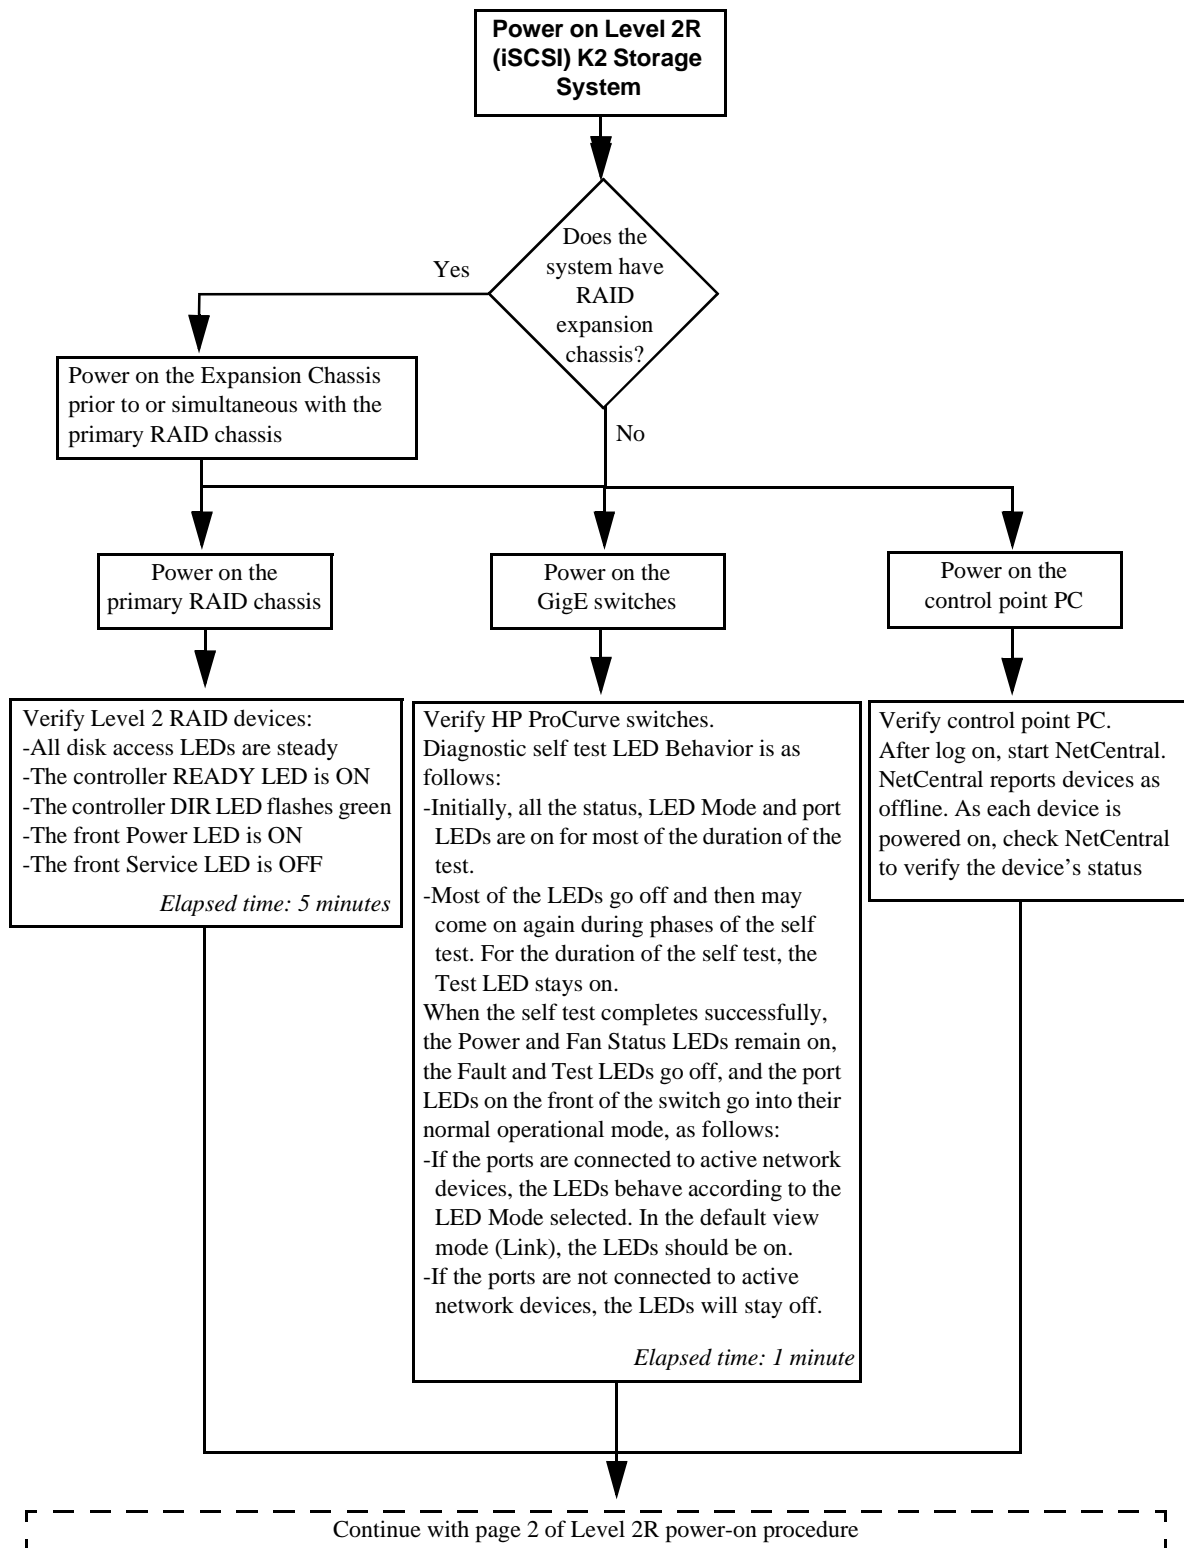 Power on Level 2R
(iSCSI) K2 Storage
System
Does the
system have
RAID
expansion
chassis?
Yes
No
Power on the Expansion Chassis
prior to or simultaneous with the
primary RAID chassis
Power on the
primary RAID chassis
Power on the
GigE switches
Power on the
control point PC
Verify Level 2 RAID devices:
-All disk access LEDs are steady
-The controller READY LED is ON
-The controller DIR LED flashes green
-The front Power LED is ON
-The front Service LED is OFF
Elapsed time: 5 minutes
Verify HP ProCurve switches.
Diagnostic self test LED Behavior is as
follows:
-Initially, all the status, LED Mode and port
LEDs are on for most of the duration of the
test.
-Most of the LEDs go off and then may
come on again during phases of the self
test. For the duration of the self test, the
Test LED stays on.
When the self test completes successfully,
the Power and Fan Status LEDs remain on,
the Fault and Test LEDs go off, and the port
LEDs on the front of the switch go into their
normal operational mode, as follows:
-If the ports are connected to active network
devices, the LEDs behave according to the
LED Mode selected. In the default view
mode (Link), the LEDs should be on.
-If the ports are not connected to active
network devices, the LEDs will stay off.
Elapsed time: 1 minute
Verify control point PC.
After log on, start NetCentral.
NetCentral reports devices as
offline. As each device is
powered on, check NetCentral
to verify the device’s status
Continue with page 2 of Level 2R power-on procedure